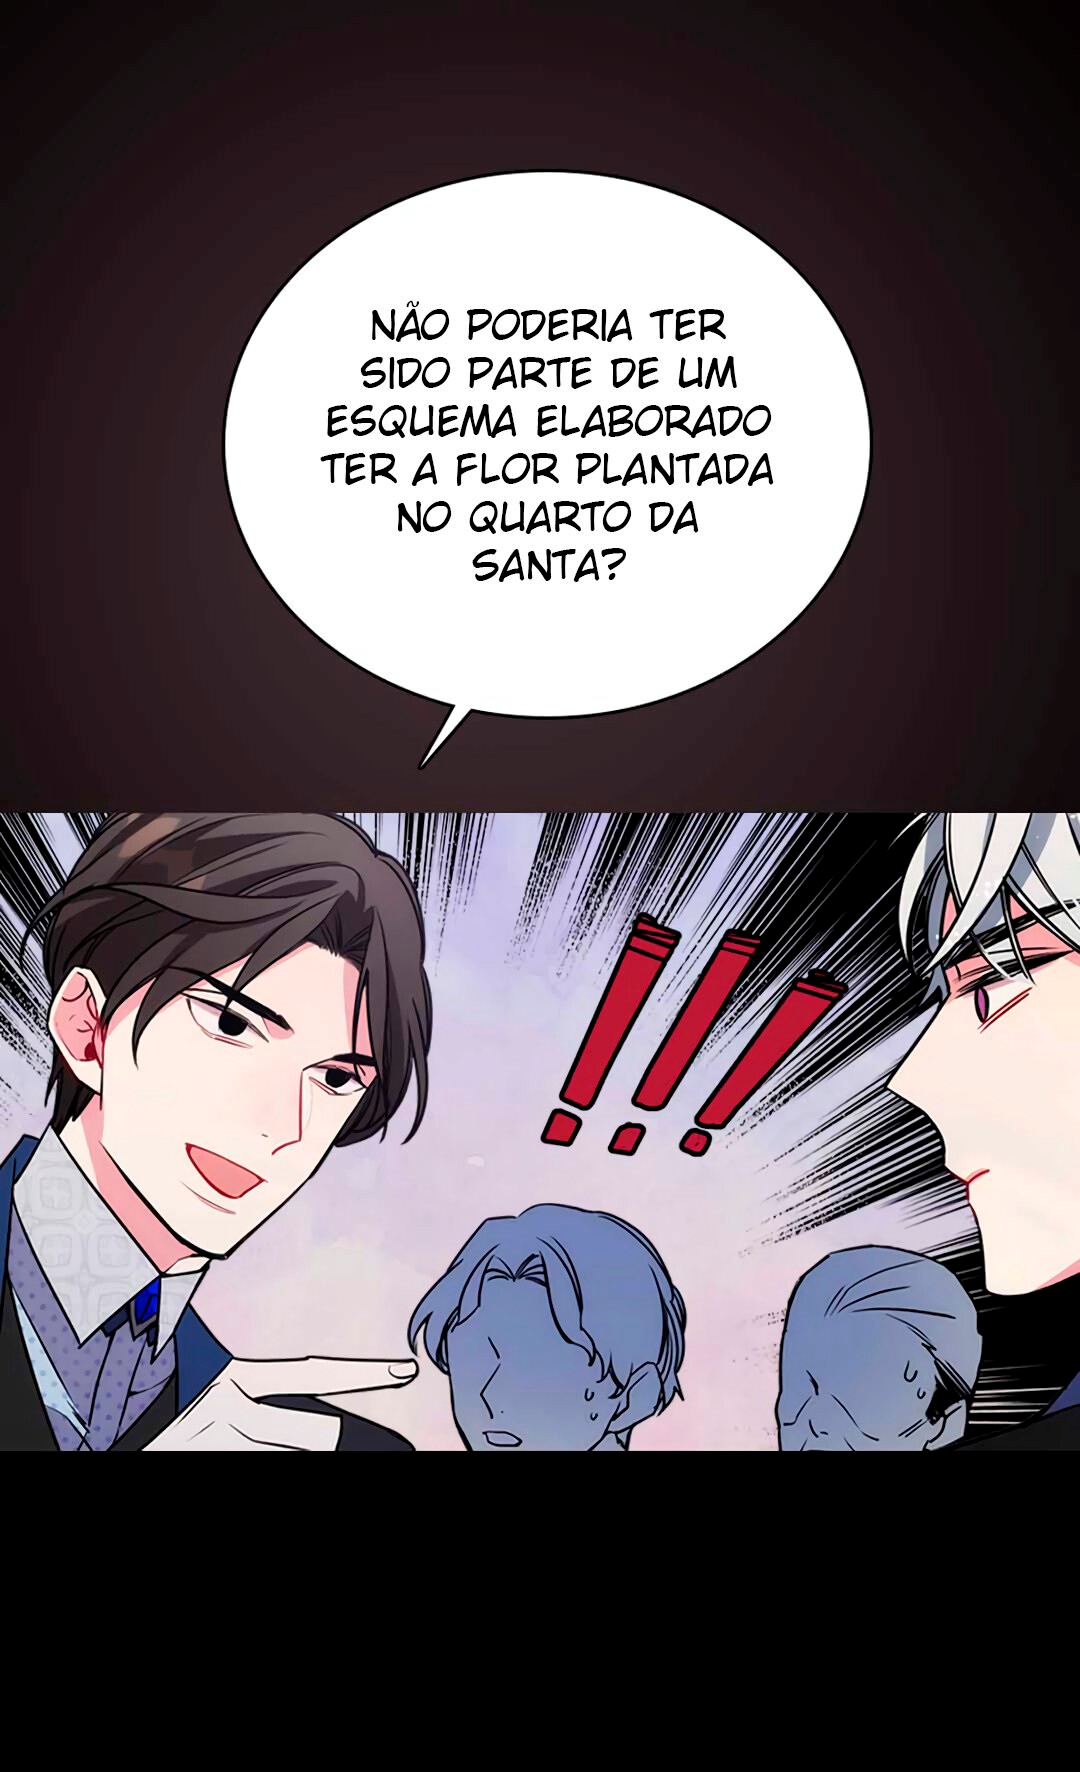 NÃO PODERIA TER
SIDO PARTE DE UM
ESQUEMA ELABORADO
TER A FLOR PLANTADA
NO QUARTO DA
SANTA?
!!!